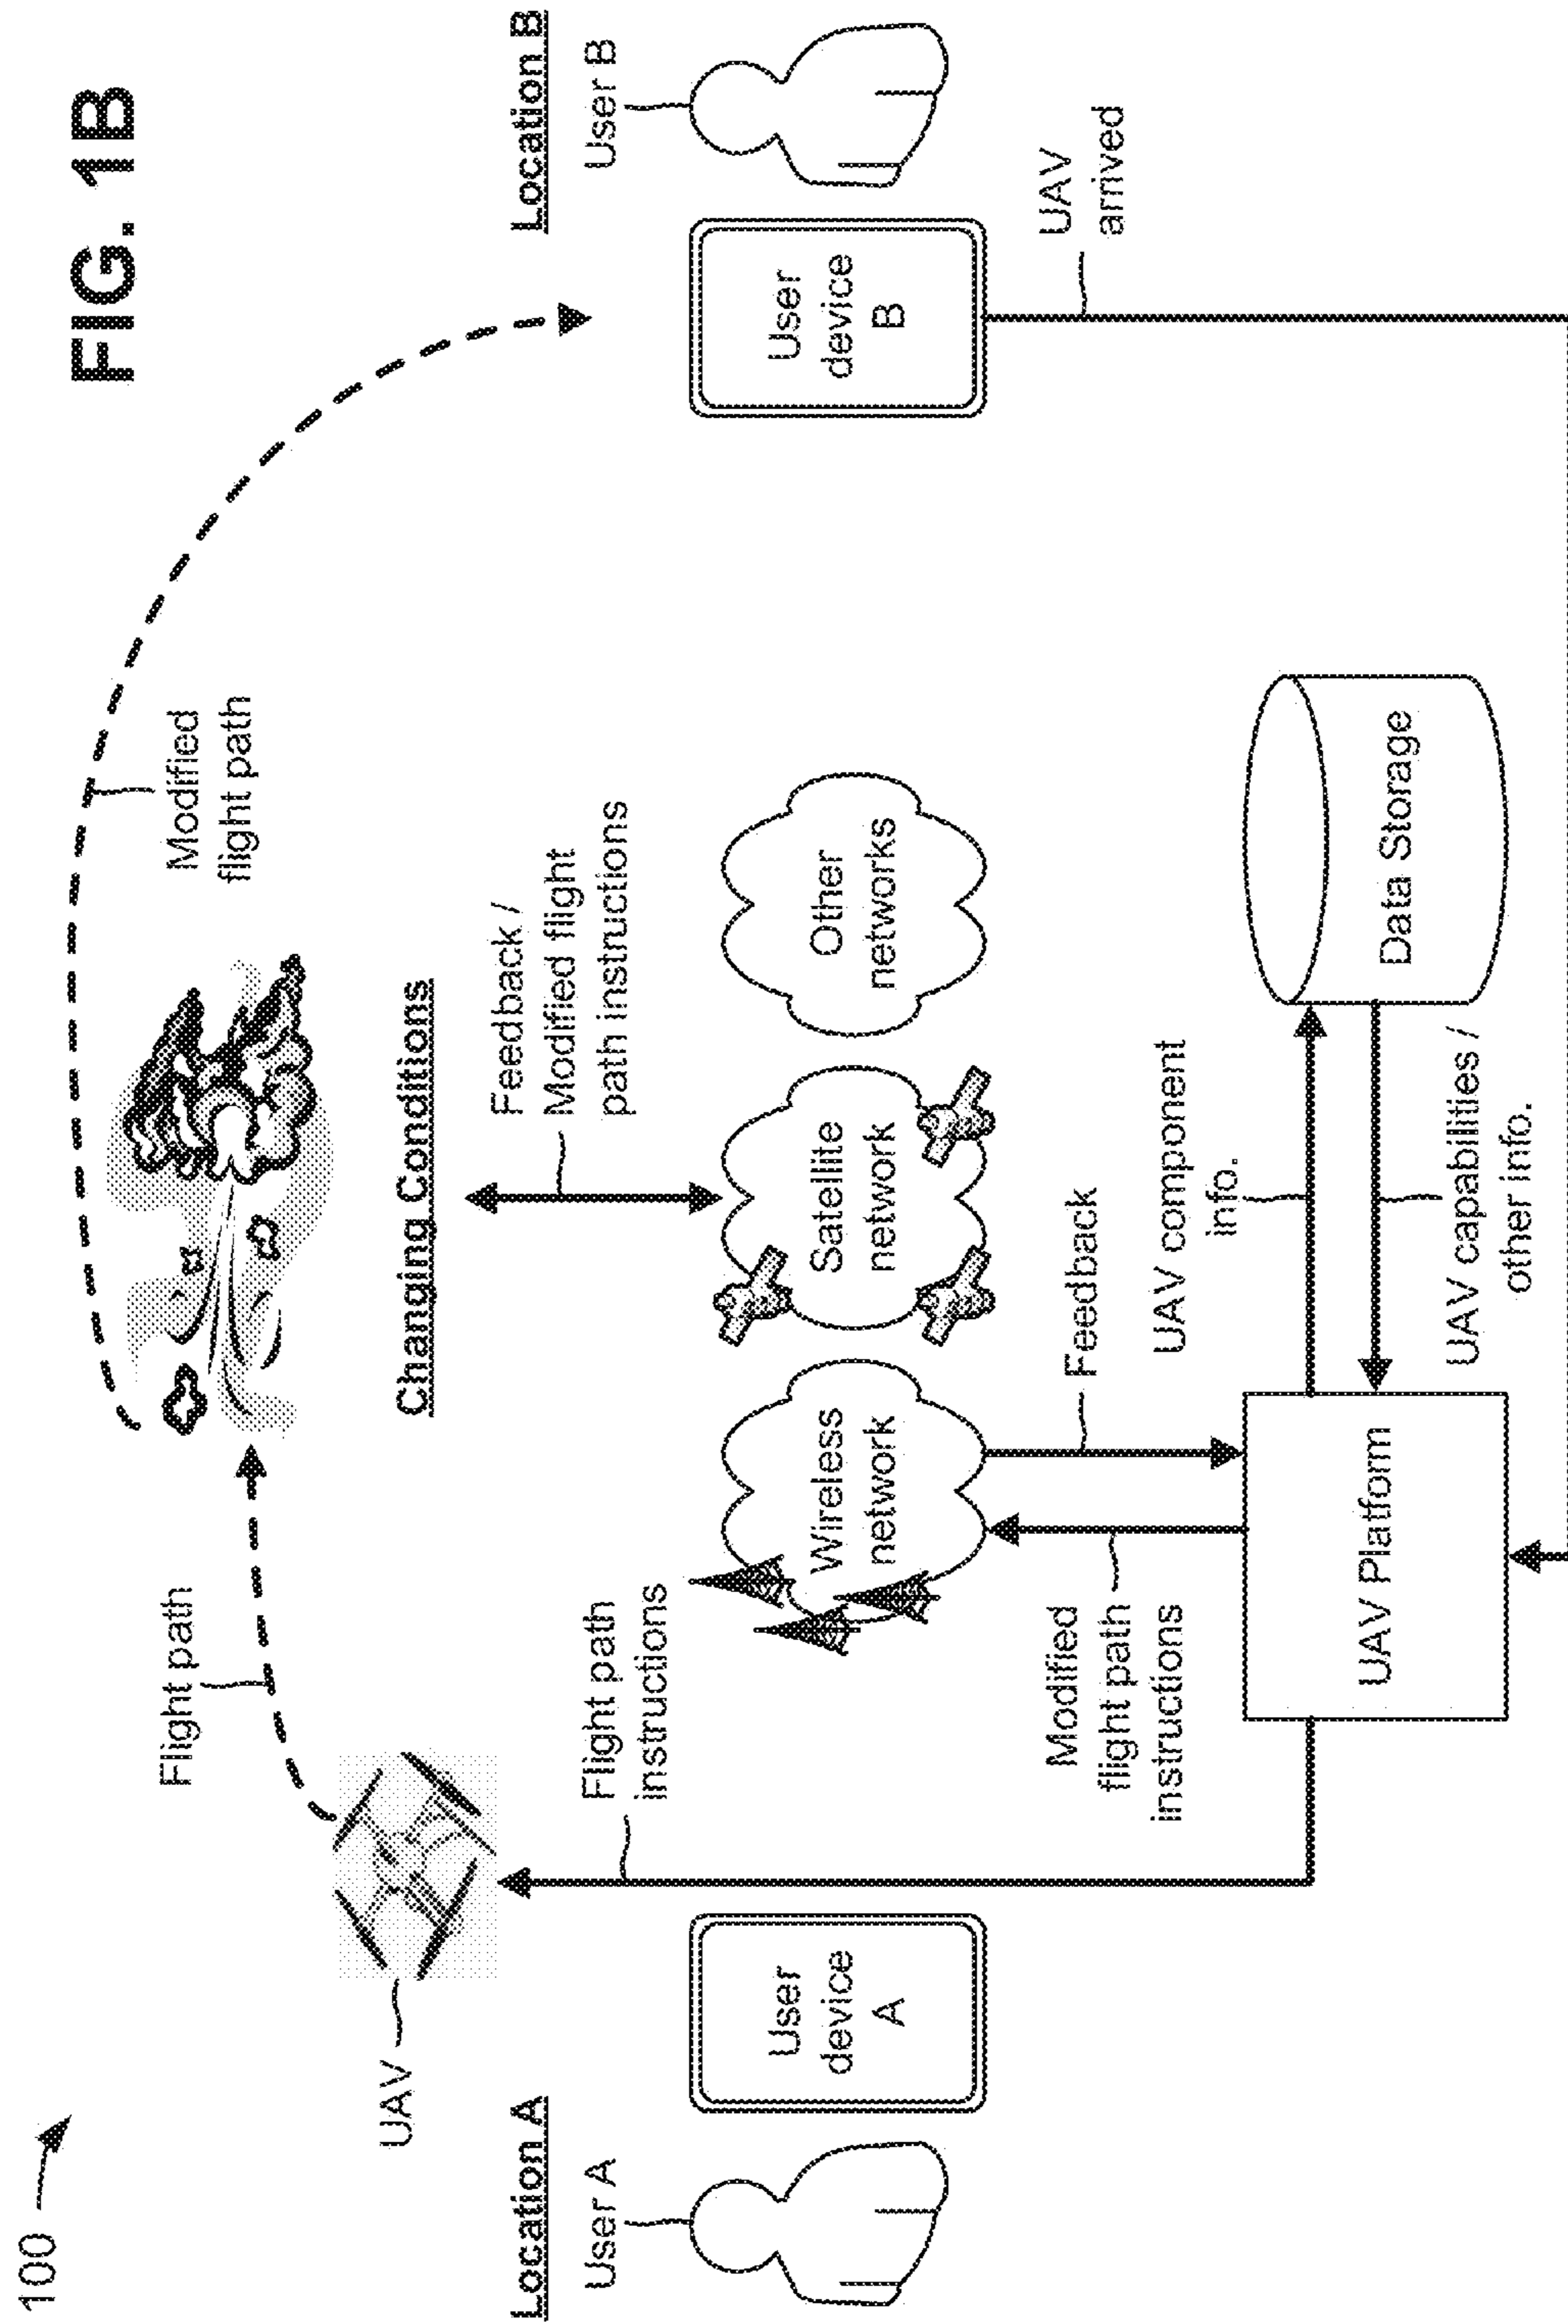 100
FIG. 1B
Flight path
Modified
flight path
UAV
Changing Conditions
Location A
User A
Location B
User B
Flight path
instructions
Feedback /
Modified flight
path instructions
User
device
A
Wireless
network
Satellite
network
Other
networks
User
device
B
Modified
flight path
instructions
Feedback
UAV
arrived
UAV component
info.
UAV Platform
Data Storage
UAV capabilities /
other info.